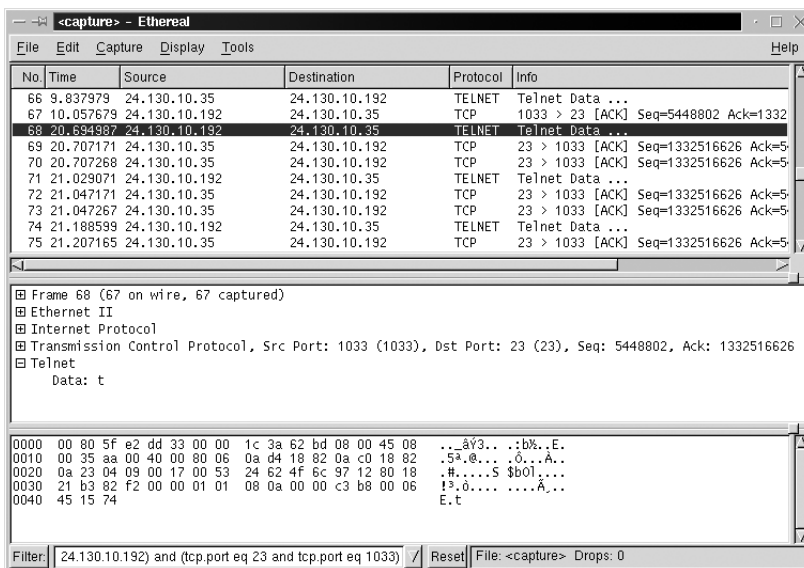 <capture> - Ethereal
File Edit Capture Display Tools Help
No. Time Source Destination Protocol Info
66 9.837979 24.130.10.35 24.130.10.192 TELNET Telnet Data ...
67 10.057679 24.130.10.192 24.130.10.35 TCP 1033 > 23 [ACK] Seq=5448802 Ack=1332
68 20.694987 24.130.10.192 24.130.10.35 TELNET Telnet Data ...
69 20.707171 24.130.10.35 24.130.10.192 TCP 23 > 1033 [ACK] Seq=1332516626 Ack=5
70 20.707268 24.130.10.35 24.130.10.192 TCP 23 > 1033 [ACK] Seq=1332516626 Ack=5
71 21.029071 24.130.10.192 24.130.10.35 TELNET Telnet Data ...
72 21.047171 24.130.10.35 24.130.10.192 TCP 23 > 1033 [ACK] Seq=1332516626 Ack=5
73 21.047267 24.130.10.35 24.130.10.192 TCP 23 > 1033 [ACK] Seq=1332516626 Ack=5
74 21.188599 24.130.10.192 24.130.10.35 TELNET Telnet Data ...
75 21.207165 24.130.10.35 24.130.10.192 TCP 23 > 1033 [ACK] Seq=1332516626 Ack=5
Frame 68 (67 on wire, 67 captured)
Ethernet II
Internet Protocol
Transmission Control Protocol, Src Port: 1033 (1033), Dst Port: 23 (23), Seq: 5448802, Ack: 1332516626
Telnet
Data: t
0000 00 80 5f e2 dd 33 00 00 1c 3a 62 bd 08 00 45 08 .._âÝ3.. .:b½..E.
0010 00 35 aa 00 40 00 80 06 0a d4 18 82 0a c0 18 82 .5ª.@... .ô...À..
0020 0a 23 04 09 00 17 00 53 24 62 4f 6c 97 12 80 18 .#.....S $bOl....
0030 21 b3 82 f2 00 00 01 01 08 0a 00 00 c3 b8 00 06 !³.ò.... ....Ã¸..
0040 45 15 74 E.t
Filter: 24.130.10.192) and (tcp.port eq 23 and tcp.port eq 1033) Reset File: <capture> Drops: 0